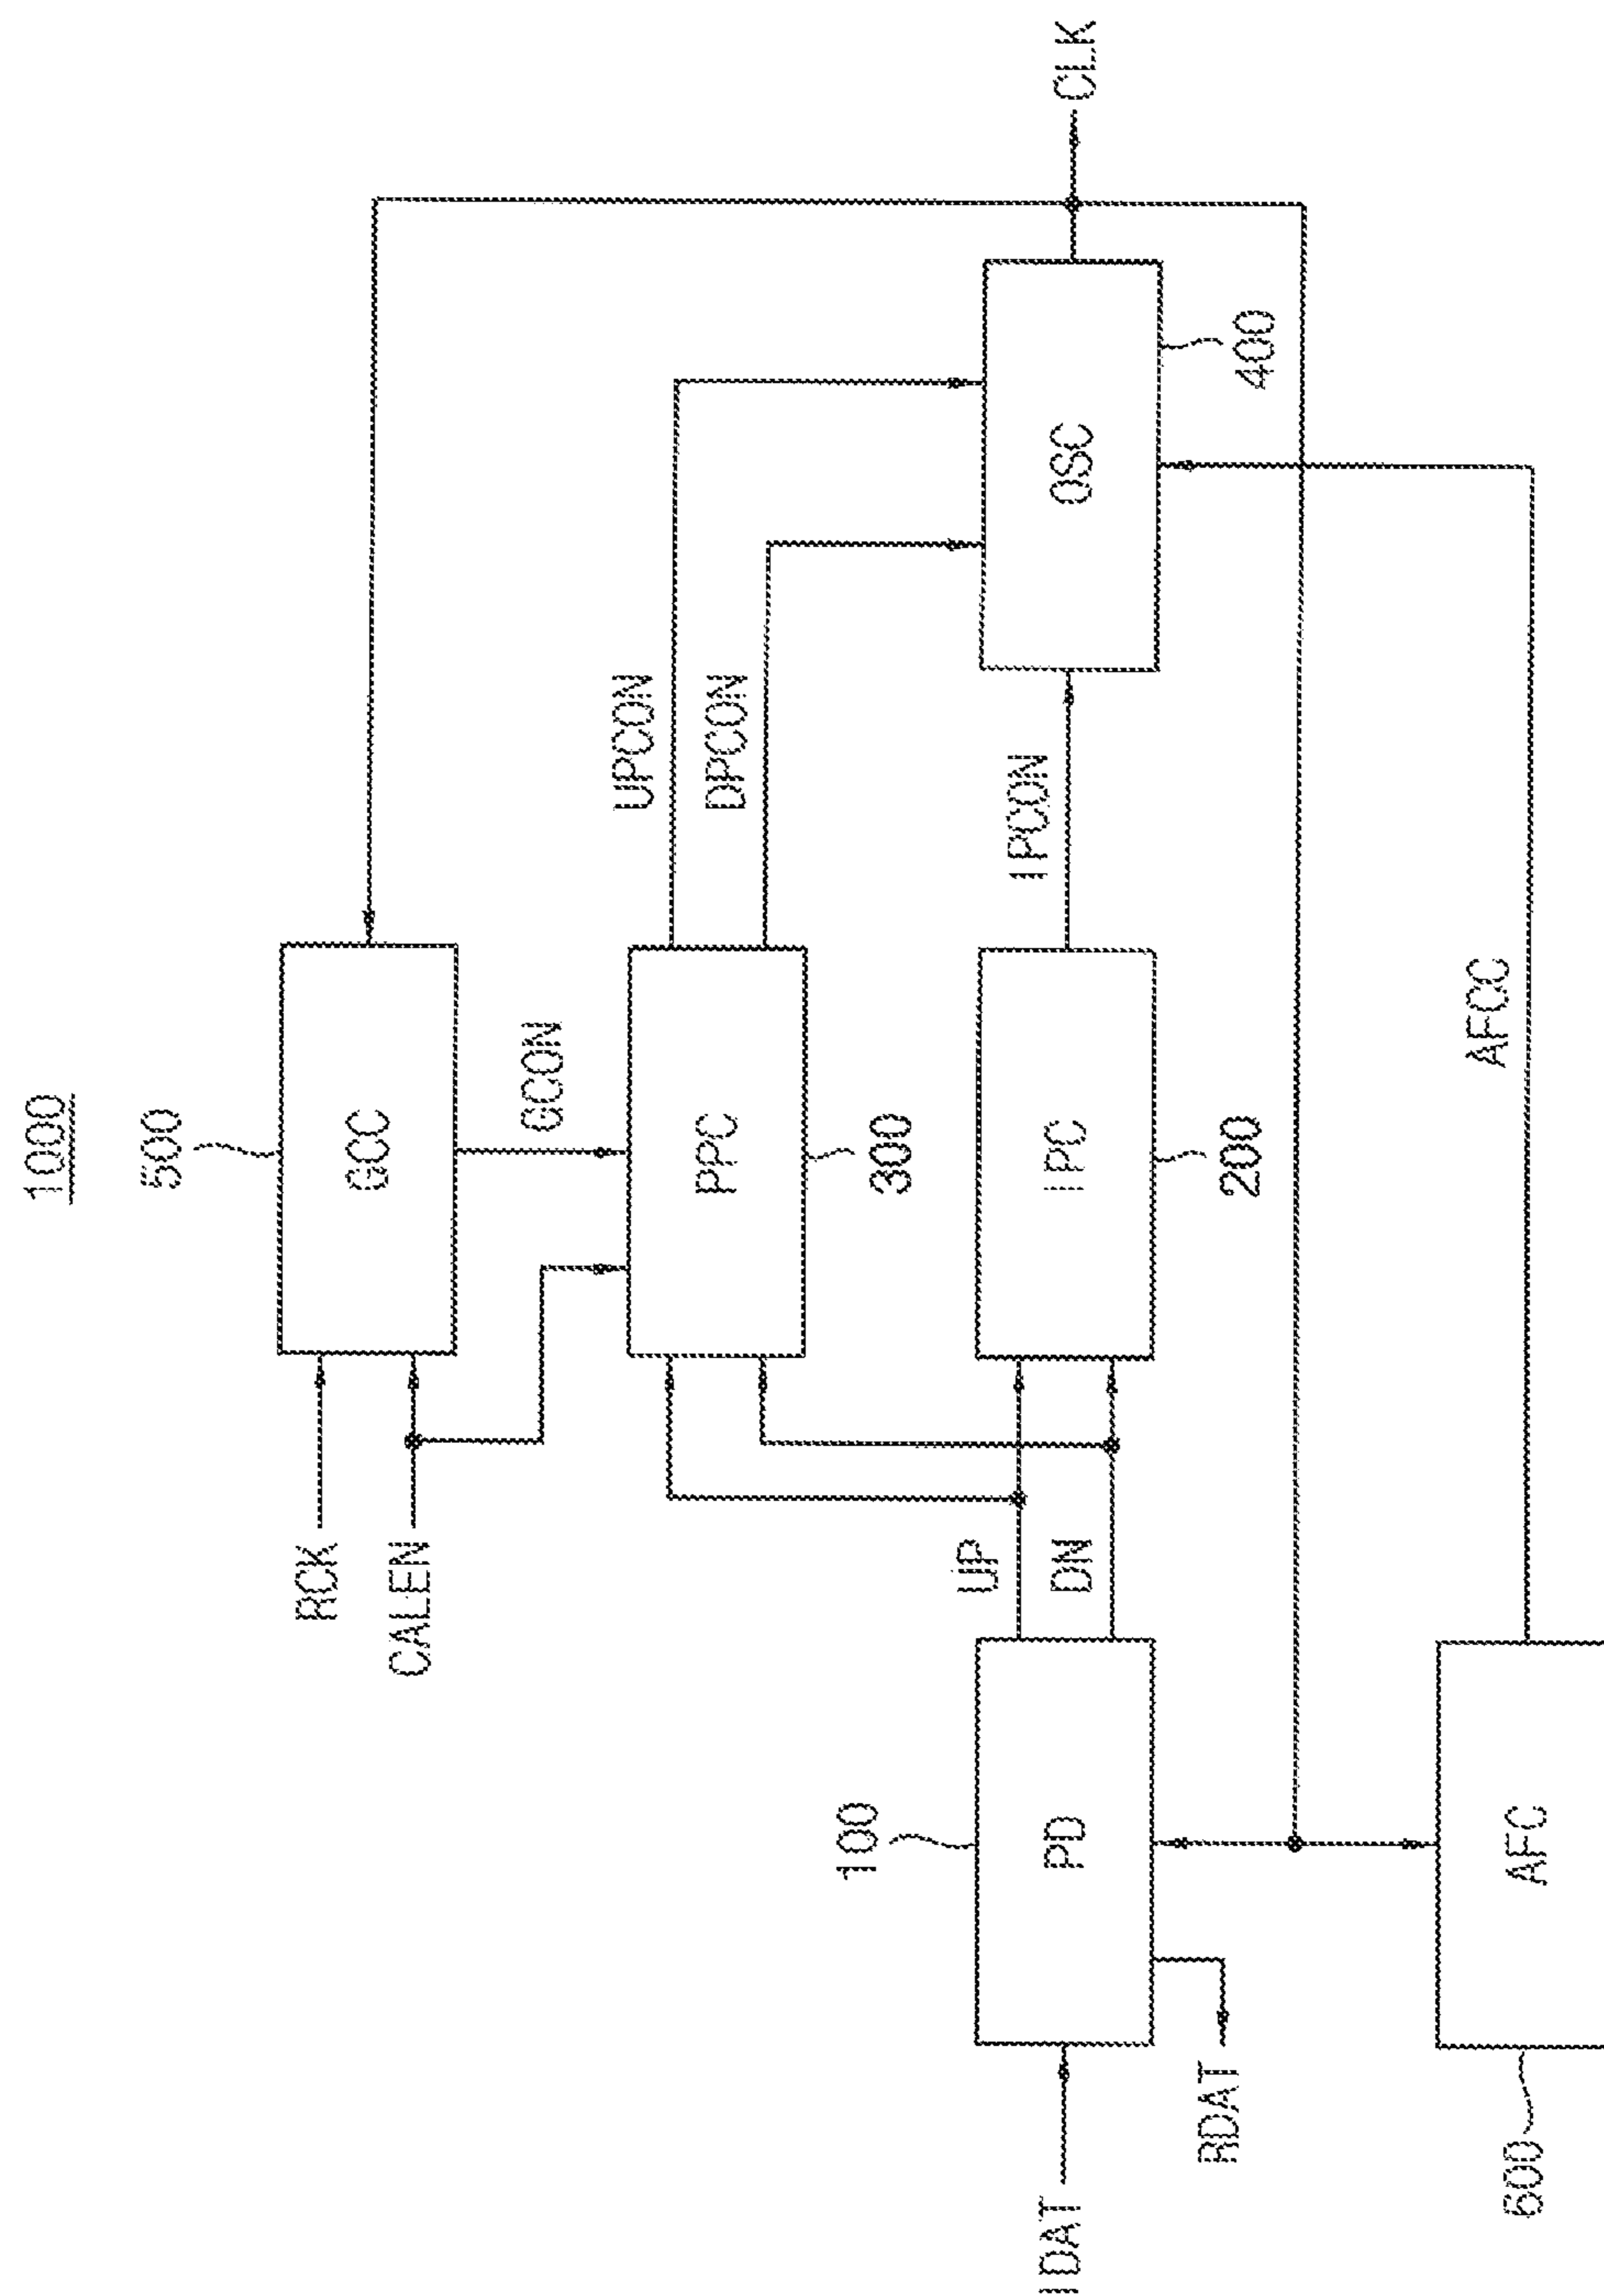 1000
500
GCC
RCK
CALEN
GCON
UPCON
DPCON
PPC
300
IPCON
IPC
200
UP
DN
100
PD
IDAT
RDAT
OSC
400
CLK
AFCC
AFC
600